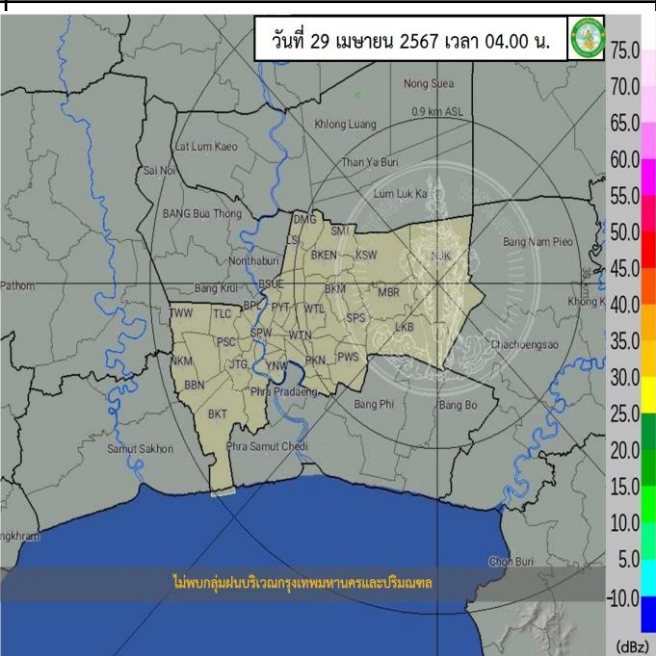 วันที่ 29 เมษายน 2567 เวลา 04.00 น.
75.0
70.0
65.0
60.0
55.0
50.0
45.0
40.0
35.0
30.0
25.0
20.0
15.0
10.0
5.0
-10.0
(dBz)
Nong Suea
0.9 km ASL
Khlong Luang
Lat Lum Kaeo
Than Ya Buri
Sai Noi
Lum Luk Ka
BANG Bua Thong
DMG
SMI
LSI
Bang Nam Pieo
Nonthaburi
BKEN
KSW
NJK
Pathom
Bang Krui
BSUE
BKM
MBR
Khong K
TWW
TLC
BPL
PYT
WTL
SPS
LKB
PSC
SPW
WTN
Chachoengsao
NKM
JTG
YNW
PKN
PWS
BBN
Phra Pradaeng
BKT
Bang Phi
Bang Bo
Samut Sakhon
Phra Samut Chedi
ngkhram
Chon Buri
ไม่พบกลุ่มฝนบริเวณกรุงเทพมหานครและปริมณฑล